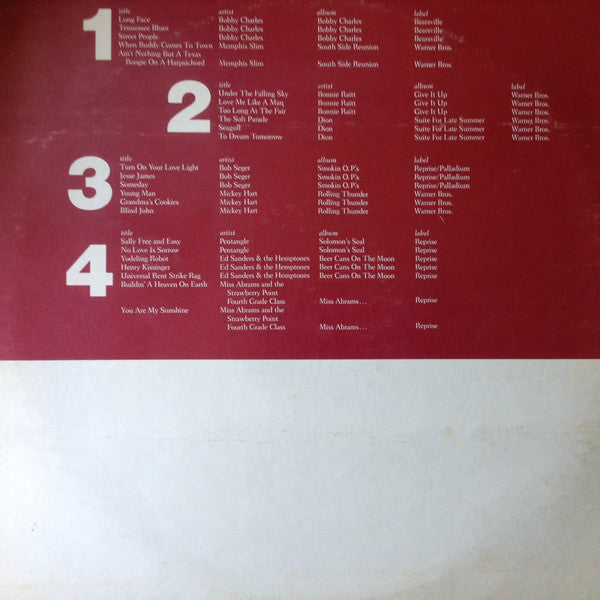 1
title artist album label
Long Face Bobby Charles Bobby Charles Bearsville
Tennessee Blues Bobby Charles Bobby Charles Bearsville
Street People Bobby Charles Bobby Charles Bearsville
When Buddy Comes To Town Memphis Slim South Side Reunion Warner Bros.
Ain't Nothing But A Texas
Boogie On A Harpsichord Memphis Slim South Side Reunion Warner Bros.
2
title artist album label
Under The Falling Sky Bonnie Raitt Give It Up Warner Bros.
Love Me Like A Man Bonnie Raitt Give It Up Warner Bros.
Too Long At The Fair Bonnie Raitt Give It Up Warner Bros.
The Soft Parade Dion Suite For Late Summer Warner Bros.
Seagull Dion Suite For Late Summer Warner Bros.
To Dream Tomorrow Dion Suite For Late Summer Warner Bros.
3
title artist album label
Turn On Your Love Light Bob Seger Smokin O.P.'s Reprise/Palladium
Jesse James Bob Seger Smokin O.P.'s Reprise/Palladium
Someday Bob Seger Smokin O.P.'s Reprise/Palladium
Young Man Mickey Hart Rolling Thunder Warner Bros.
Grandma's Cookies Mickey Hart Rolling Thunder Warner Bros.
Blind John Mickey Hart Rolling Thunder Warner Bros.
4
title artist album label
Sally Free and Easy Pentangle Solomon's Seal Reprise
No Love Is Sorrow Pentangle Solomon's Seal Reprise
Yodeling Robot Ed Sanders & the Hemptones Beer Cans On The Moon Reprise
Henry Kissinger Ed Sanders & the Hemptones Beer Cans On The Moon Reprise
Universal Rent Strike Rag Ed Sanders & the Hemptones Beer Cans On The Moon Reprise
Buildin' A Heaven On Earth Miss Abrams and the
Strawberry Point
Fourth Grade Class Miss Abrams... Reprise
You Are My Sunshine Miss Abrams and the
Strawberry Point
Fourth Grade Class Miss Abrams... Reprise